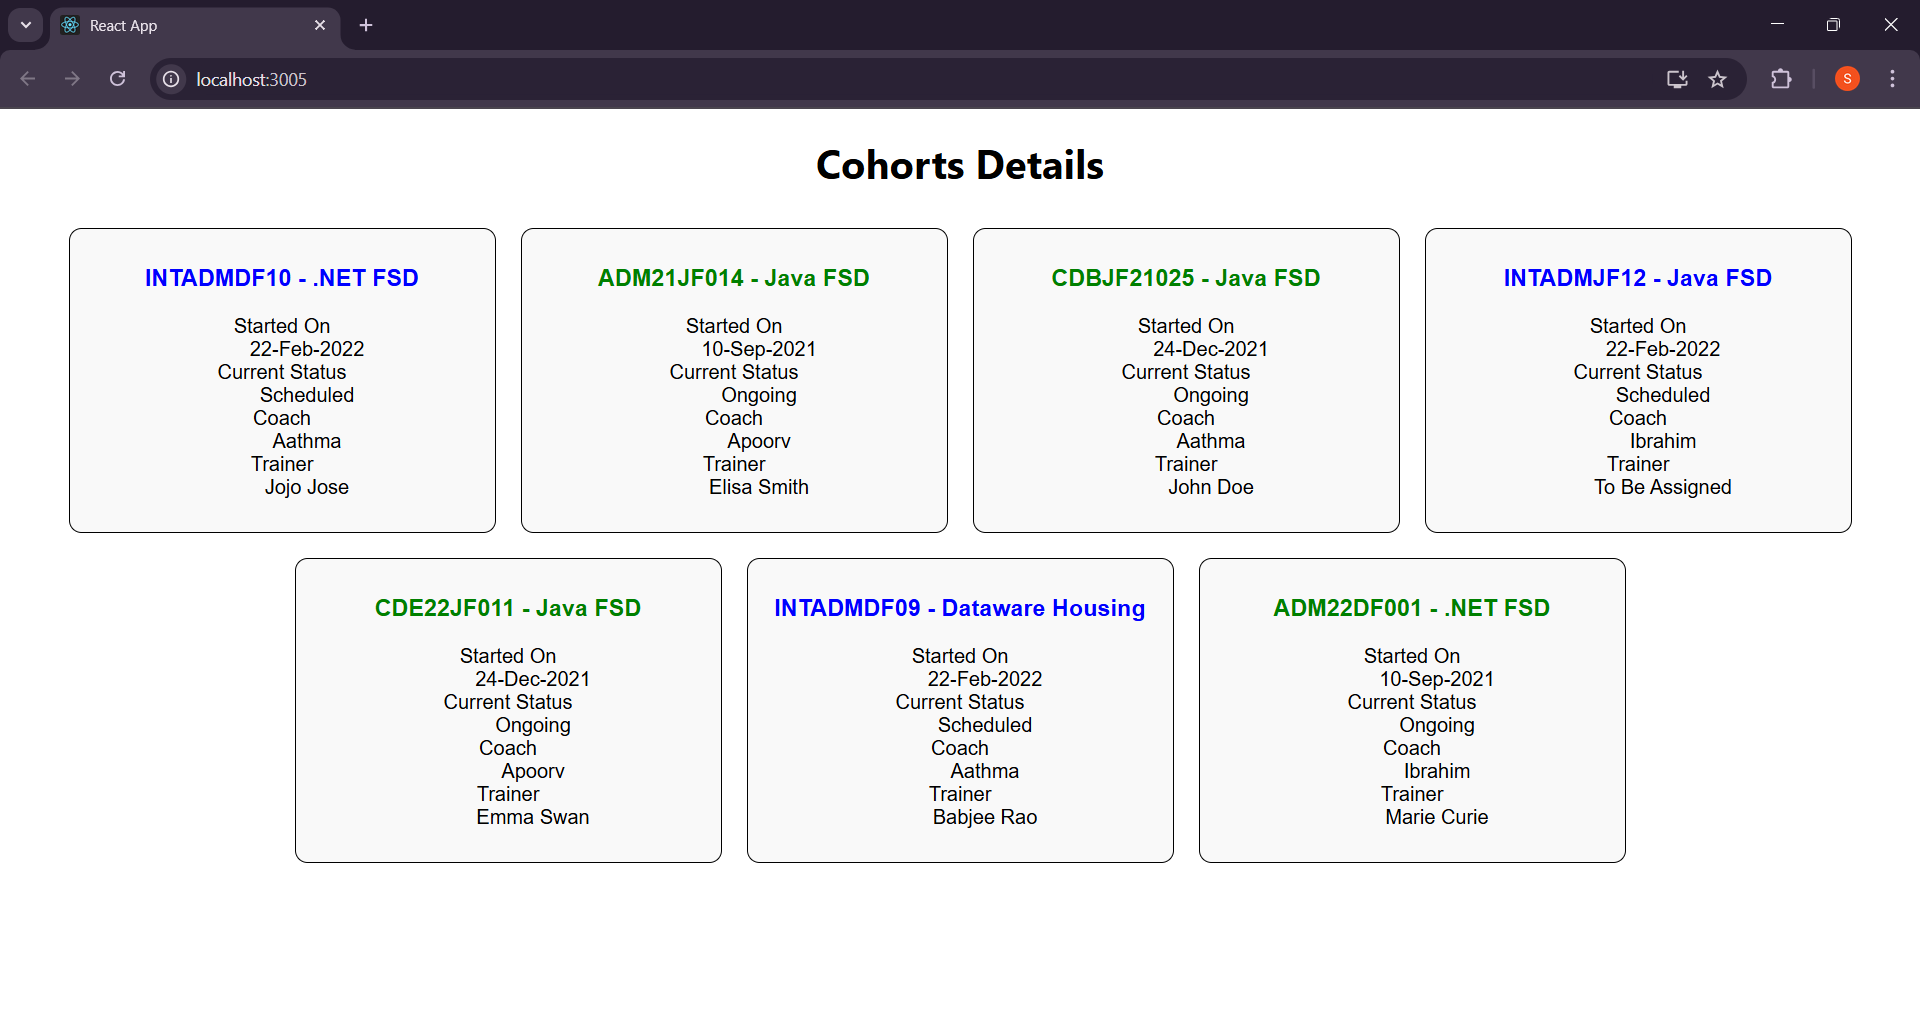 React App
localhost:3005
S
Cohorts Details
INTADMDF10 - .NET FSD
Started On
22-Feb-2022
Current Status
Scheduled
Coach
Aathma
Trainer
Jojo Jose
ADM21JF014 - Java FSD
Started On
10-Sep-2021
Current Status
Ongoing
Coach
Apoorv
Trainer
Elisa Smith
CDBJF21025 - Java FSD
Started On
24-Dec-2021
Current Status
Ongoing
Coach
Aathma
Trainer
John Doe
INTADMJF12 - Java FSD
Started On
22-Feb-2022
Current Status
Scheduled
Coach
Ibrahim
Trainer
To Be Assigned
CDE22JF011 - Java FSD
Started On
24-Dec-2021
Current Status
Ongoing
Coach
Apoorv
Trainer
Emma Swan
INTADMDF09 - Dataware Housing
Started On
22-Feb-2022
Current Status
Scheduled
Coach
Aathma
Trainer
Babjee Rao
ADM22DF001 - .NET FSD
Started On
10-Sep-2021
Current Status
Ongoing
Coach
Ibrahim
Trainer
Marie Curie